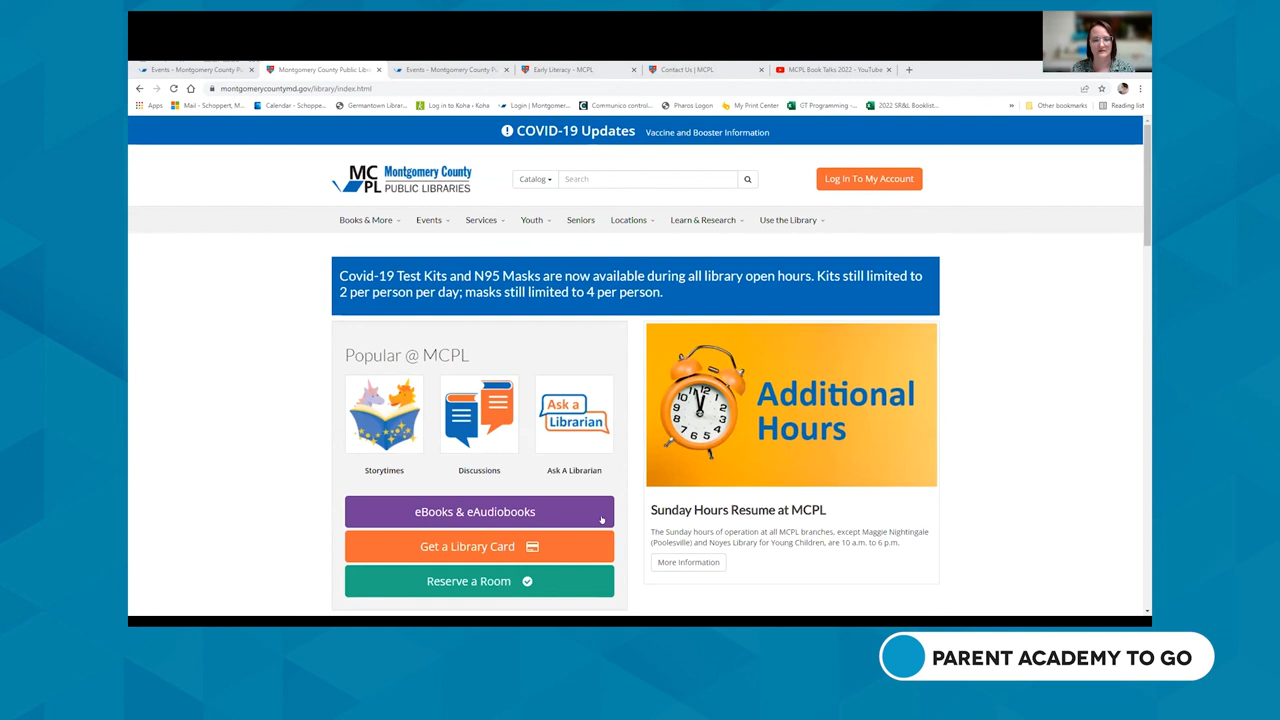 Events - Montgomery County P
Montgomery County Public Libr
Events - Montgomery County P
Early Literacy - MCPL
Contact Us | MCPL
MCPL Book Talks 2022 - YouTube
montgomerycountymd.gov/library/index.html
Apps
Mail - Schoppert, M...
Calendar - Schoppe...
Germantown Librar...
Log in to Koha › Koha
Login | Montgomer...
Communico control...
Pharos Logon
My Print Center
GT Programming -...
2022 SR&L Booklist...
»
Other bookmarks
Reading list
COVID-19 Updates Vaccine and Booster Information
MC PL Montgomery County PUBLIC LIBRARIES
Catalog
Search
Log In To My Account
Books & More
Events
Services
Youth
Seniors
Locations
Learn & Research
Use the Library
Covid-19 Test Kits and N95 Masks are now available during all library open hours. Kits still limited to
2 per person per day; masks still limited to 4 per person.
Popular @ MCPL
Ask a
Librarian
Storytimes
Discussions
Ask A Librarian
eBooks & eAudiobooks
Get a Library Card
Reserve a Room
Additional
Hours
Sunday Hours Resume at MCPL
The Sunday hours of operation at all MCPL branches, except Maggie Nightingale
(Poolesville) and Noyes Library for Young Children, are 10 a.m. to 6 p.m.
More Information
PARENT ACADEMY TO GO